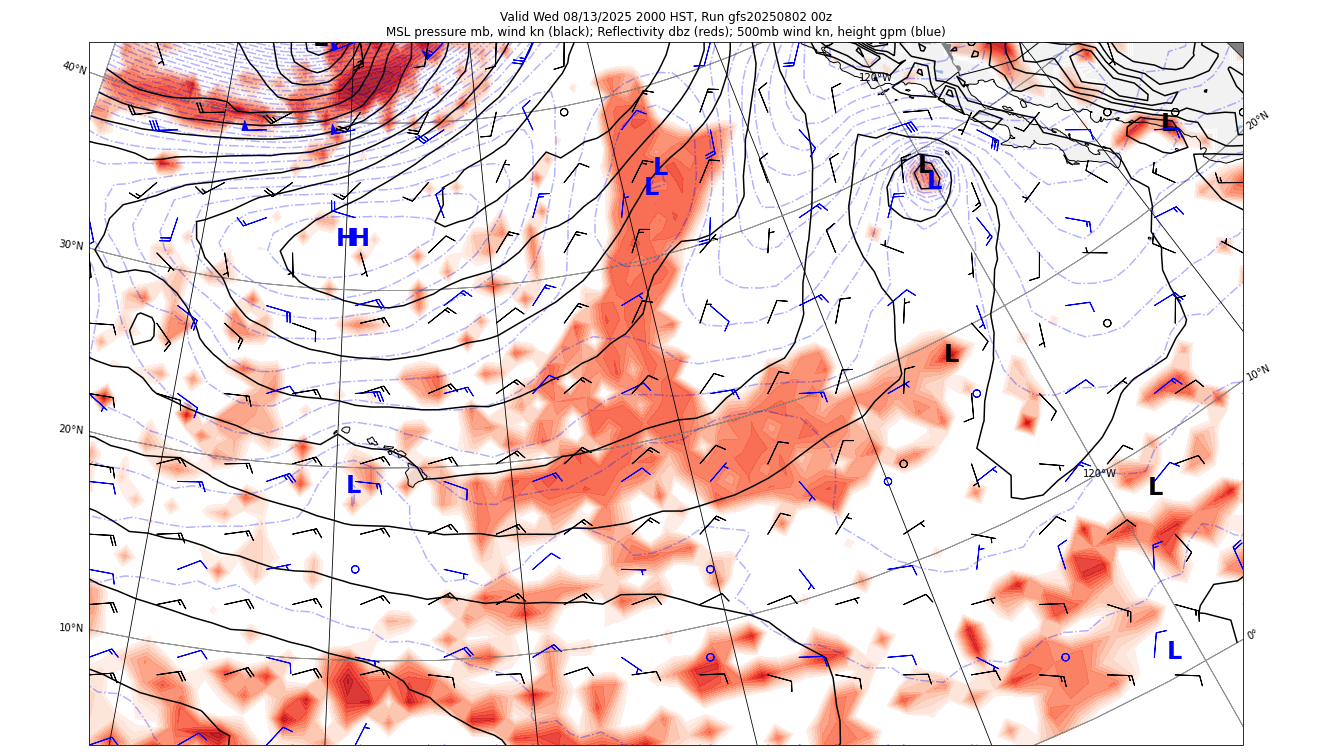 Valid Wed 08/13/2025 2000 HST, Run gfs20250802 00z
MSL pressure mb, wind kn (black); Reflectivity dbz (reds); 500mb wind kn, height gpm (blue)
40°N
120°W
20°N
L
L
L
L
L
L
30°N
H
H
L
10°N
20°N
L
120°W
L
10°N
0°
L